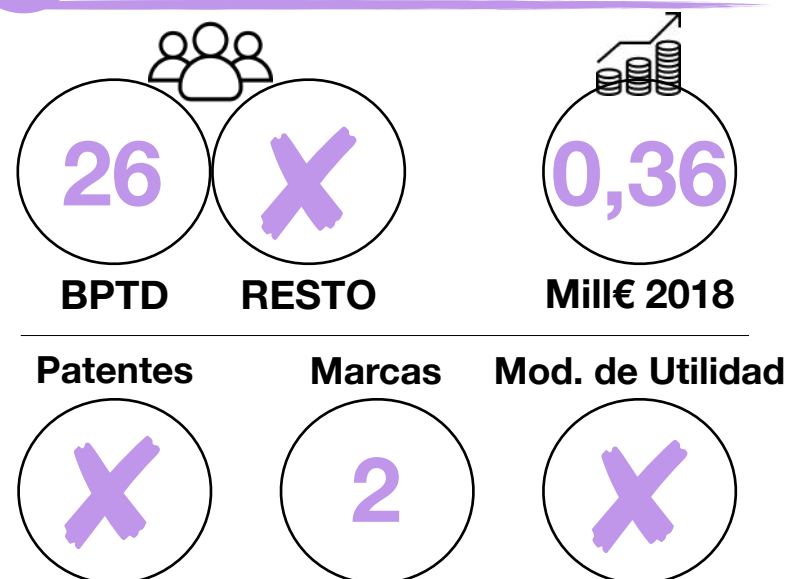 26
0,36
BPTD
RESTO
Mill€ 2018
Patentes
Marcas
Mod. de Utilidad
2